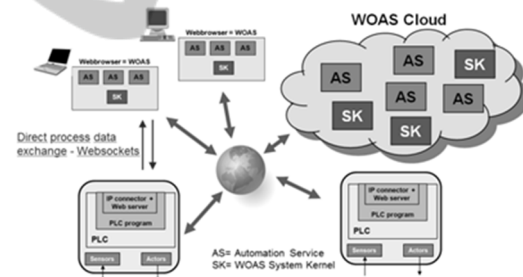 WOAS Cloud
Webbrowser = WOAS
AS AS AS
SK
Webbrowser = WOAS
AS AS AS
SK
AS
AS
SK
AS
AS
SK
SK
Direct process data
exchange - Websockets
IP connector +
Web server
PLC program
PLC
Sensors
Actors
AS= Automation Service
SK= WOAS System Kernel
IP connector +
Web server
PLC program
PLC
Sensors
Actors